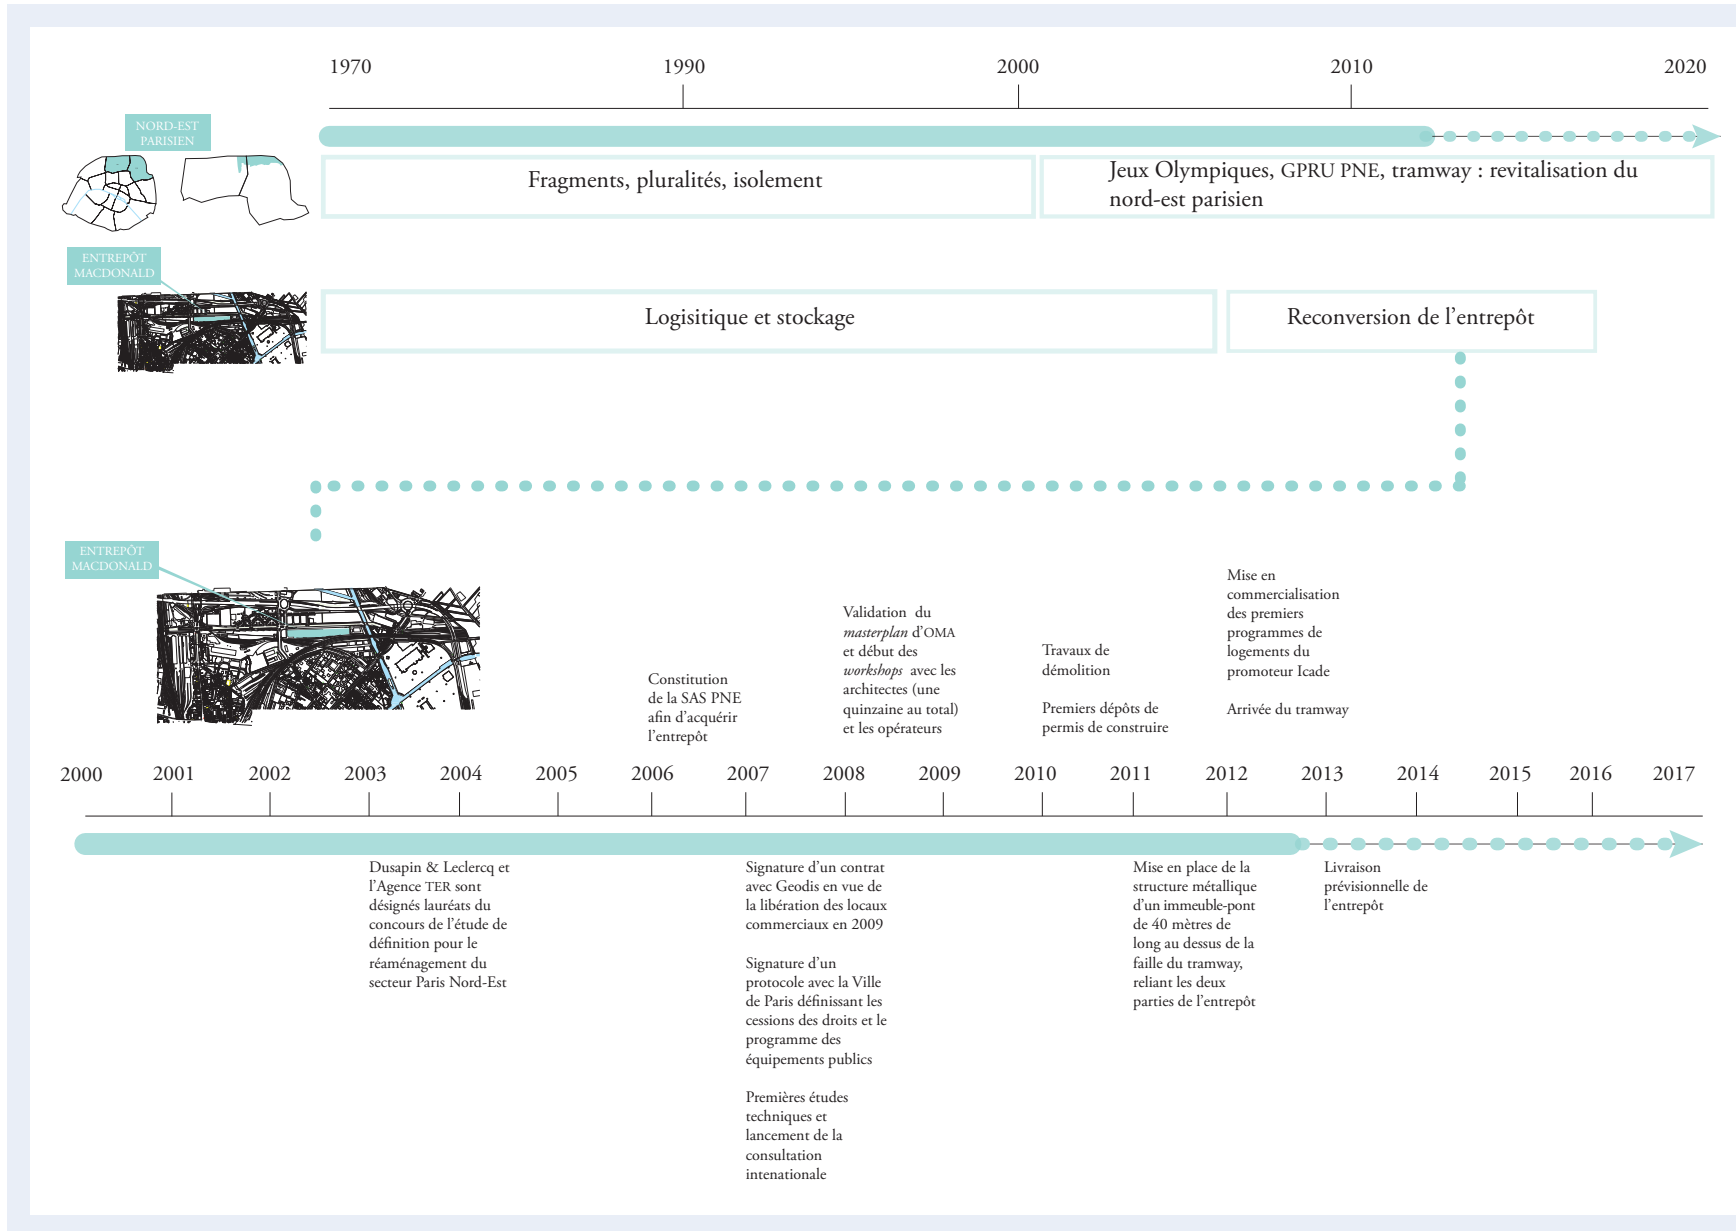 1970 1990 2000 2010 2020
NORD-EST
PARISIEN
Fragments, pluralités, isolement
Jeux Olympiques, GPRU PNE, tramway : revitalisation du
nord-est parisien
ENTREPÔT
MACDONALD
Logisitique et stockage
Reconversion de l’entrepôt
ENTREPÔT
MACDONALD
Constitution
de la SAS PNE
afin d’acquérir
l’entrepôt
Validation du
masterplan d’OMA
et début des
workshops avec les
architectes (une
quinzaine au total)
et les opérateurs
Travaux de
démolition
Premiers dépôts de
permis de construire
Mise en
commercialisation
des premiers
programmes de
logements du
promoteur Icade
Arrivée du tramway
2000 2001 2002 2003 2004 2005 2006 2007 2008 2009 2010 2011 2012 2013 2014 2015 2016 2017
Dusapin & Leclercq et
l’Agence TER sont
désignés lauréats du
concours de l’étude de
définition pour le
réaménagement du
secteur Paris Nord-Est
Signature d’un contrat
avec Geodis en vue de
la libération des locaux
commerciaux en 2009
Signature d’un
protocole avec la Ville
de Paris définissant les
cessions des droits et le
programme des
équipements publics
Premières études
techniques et
lancement de la
consultation
intenationale
Mise en place de la
structure métallique
d’un immeuble-pont
de 40 mètres de
long au dessus de la
faille du tramway,
reliant les deux
parties de l’entrepôt
Livraison
prévisionnelle de
l’entrepôt